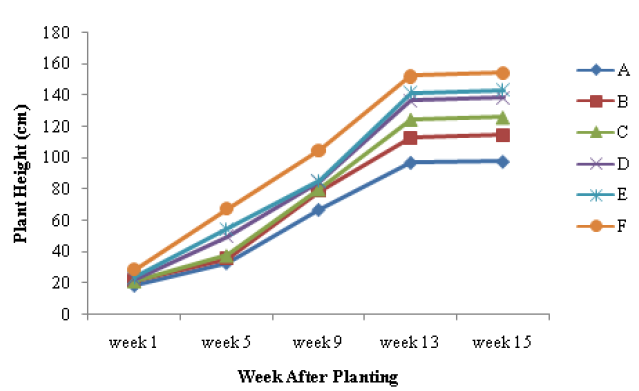 180
160
140
120
100
80
60
40
20
0
Plant Height (cm)
week 1 week 5 week 9 week 13 week 15
Week After Planting
A
B
C
D
E
F